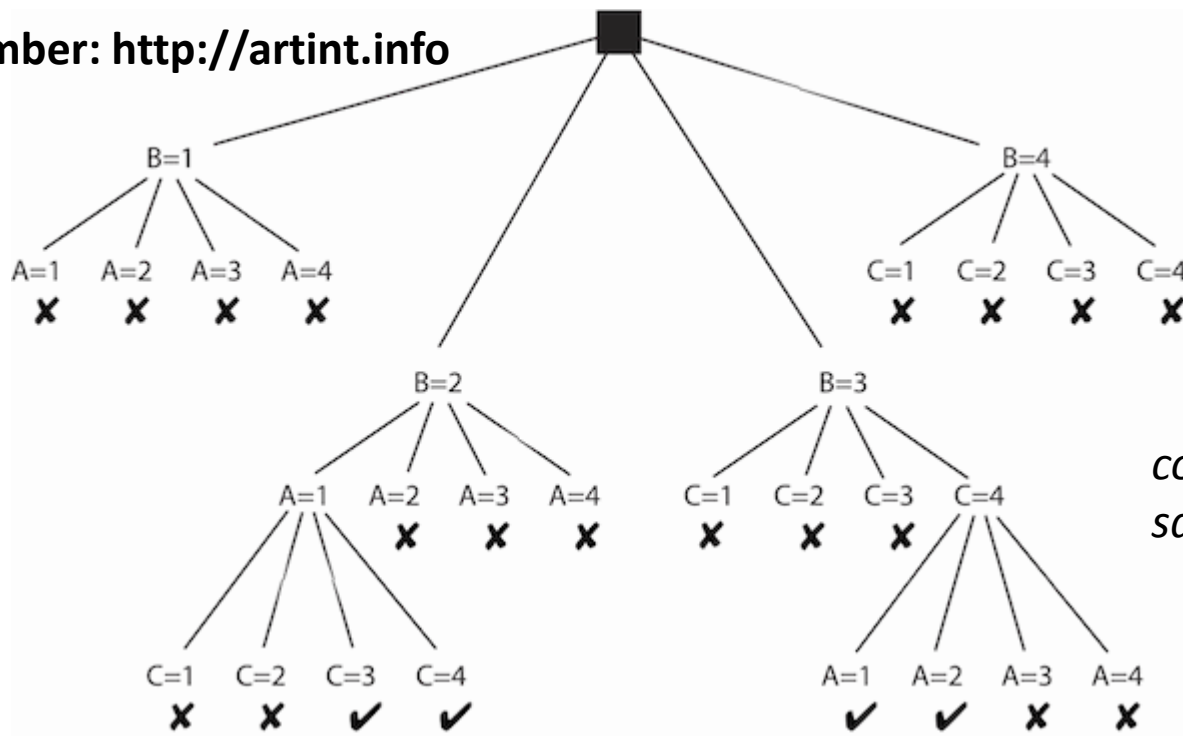 mber: http://artint.info
B=1 B=4
A=1 A=2 A=3 A=4 C=1 C=2 C=3 C=4
B=2 B=3
A=1 A=2 A=3 A=4 C=1 C=2 C=3 C=4
C=1 C=2 C=3 C=4 A=1 A=2 A=3 A=4